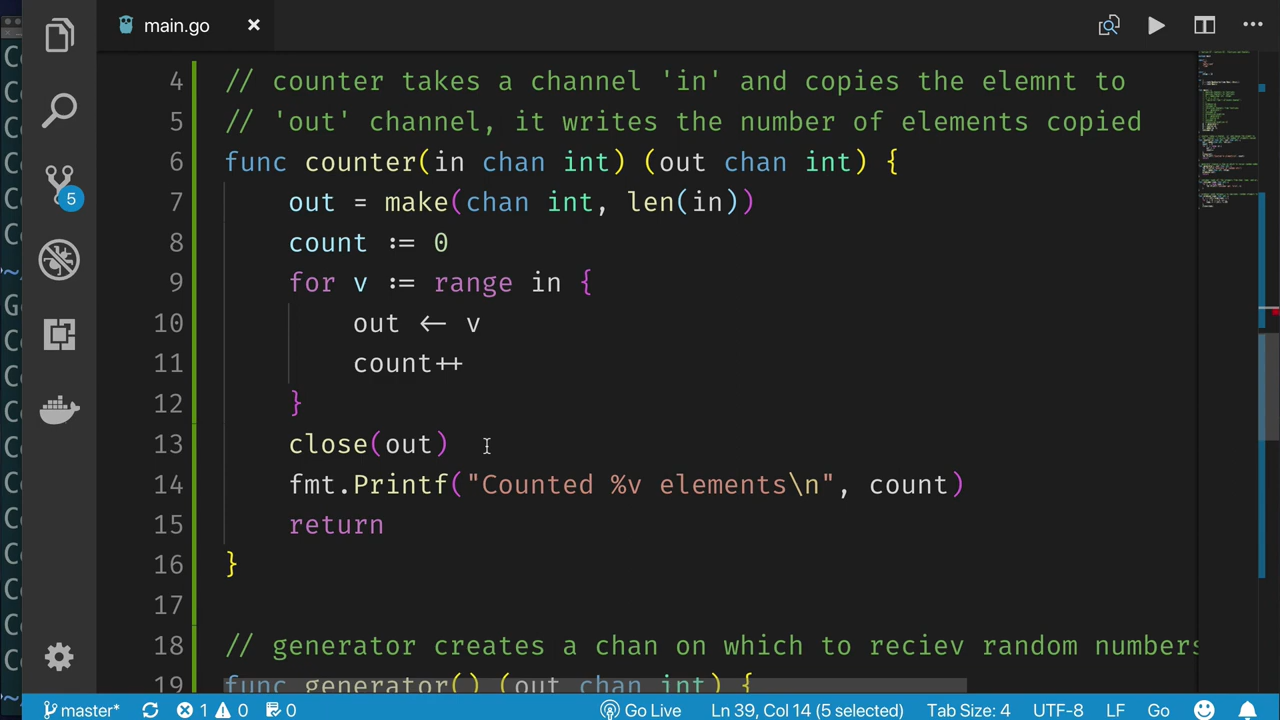 main.go
4 // counter takes a channel 'in' and copies the elemnt to
5 // 'out' channel, it writes the number of elements copied
6 func counter(in chan int) (out chan int) {
7 out = make(chan int, len(in))
8 count := 0
9 for v := range in {
10 out <- v
11 count++
12 }
13 close(out)
14 fmt.Printf("Counted %v elements\n", count)
15 return
16 }
17
18 // generator creates a chan on which to reciev random numbers
19 func generator() (out chan int) {
5
master* 1 0 0 Go Live Ln 39, Col 14 (5 selected) Tab Size: 4 UTF-8 LF Go